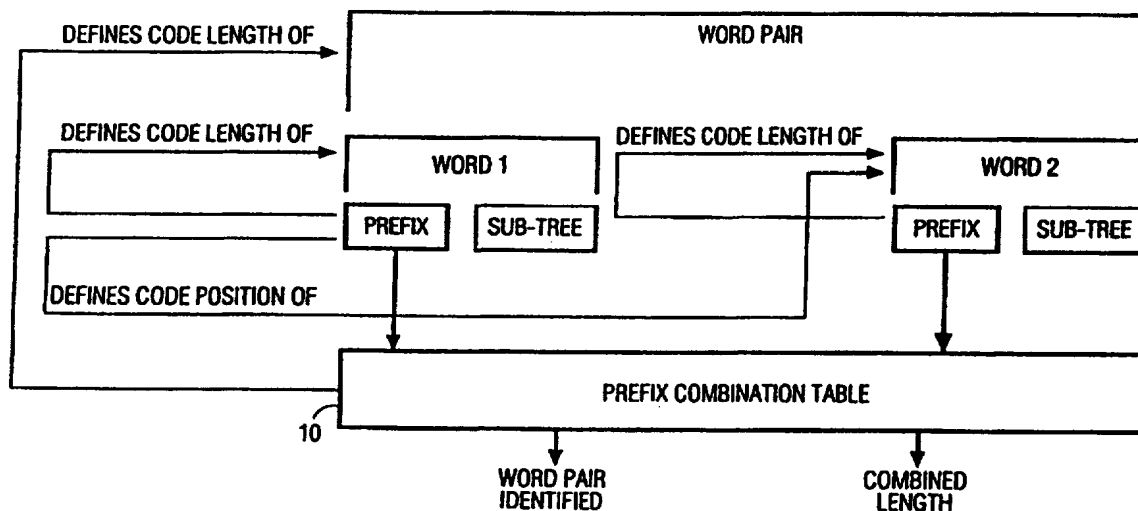 DEFINES CODE LENGTH OF
WORD PAIR
DEFINES CODE LENGTH OF
WORD 1
DEFINES CODE LENGTH OF
WORD 2
PREFIX
SUB-TREE
PREFIX
SUB-TREE
DEFINES CODE POSITION OF
PREFIX COMBINATION TABLE
10
WORD PAIR
IDENTIFIED
COMBINED
LENGTH